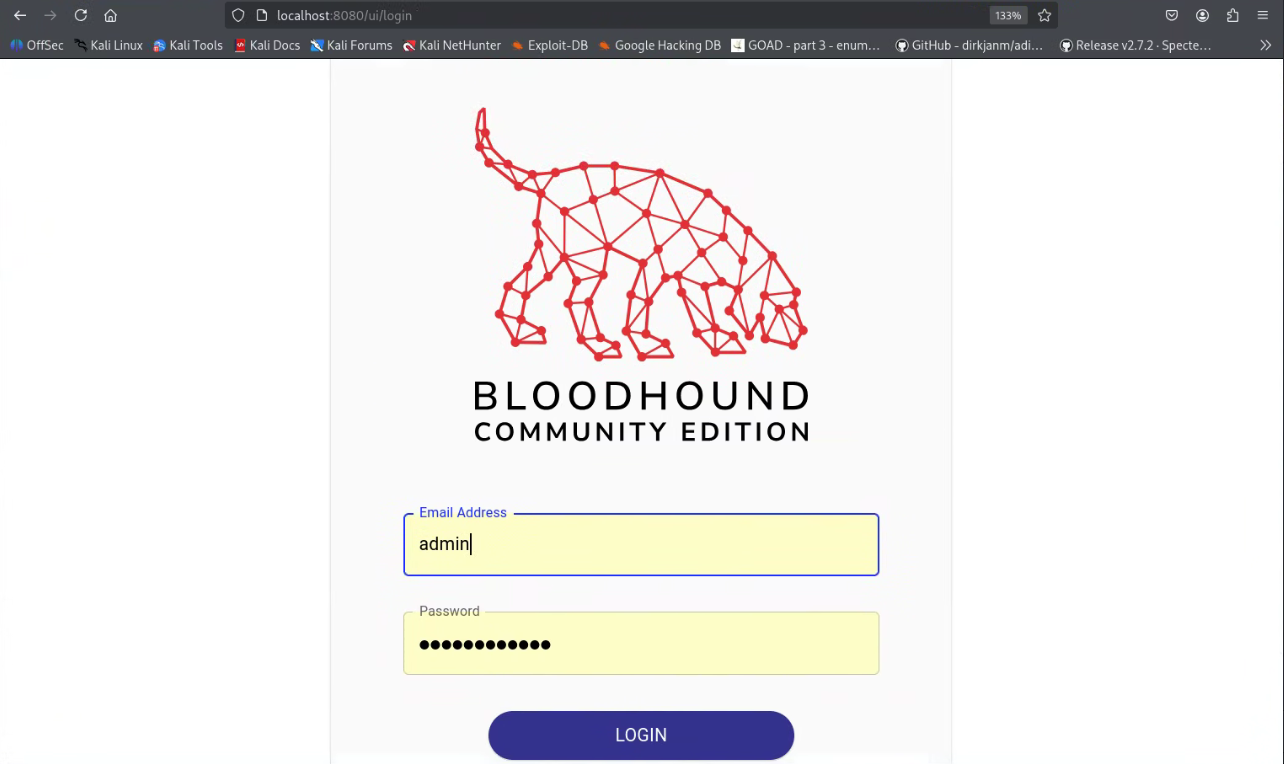 localhost:8080/ui/login 133%
OffSec Kali Linux Kali Tools Kali Docs Kali Forums Kali NetHunter Exploit-DB Google Hacking DB GOAD - part 3 - enum… GitHub - dirkjanm/adi… Release v2.7.2 · Specte…
BLOODHOUND
COMMUNITY EDITION
Email Address
admin
Password
LOGIN